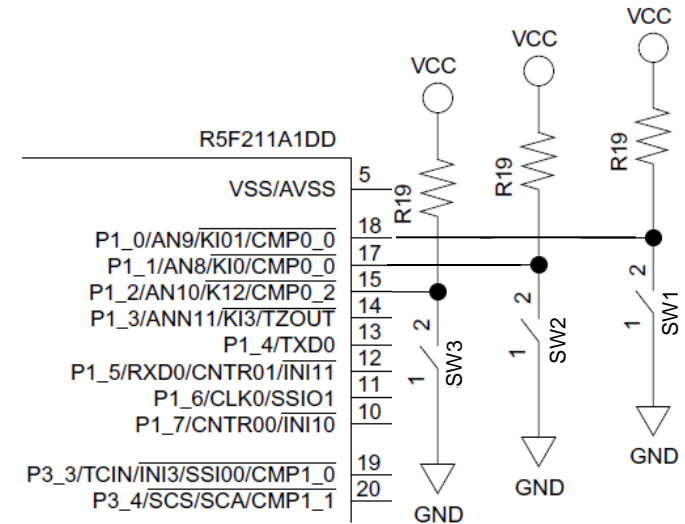 VCC
VCC
VCC
R5F211A1DD
R19
R19
R19
VSS/AVSS
5
P1_0/AN9/KI01/CMP0_0
18
P1_1/AN8/KI0/CMP0_0
17
P1_2/AN10/K12/CMP0_2
15
P1_3/ANN11/KI3/TZOUT
14
P1_4/TXD0
13
P1_5/RXD0/CNTR01/INI11
12
P1_6/CLK0/SSIO1
11
P1_7/CNTR00/INI10
10
P3_3/TCIN/INI3/SSI00/CMP1_0
19
P3_4/SCS/SCA/CMP1_1
20
2
1
SW3
2
1
SW2
2
1
SW1
GND
GND
GND